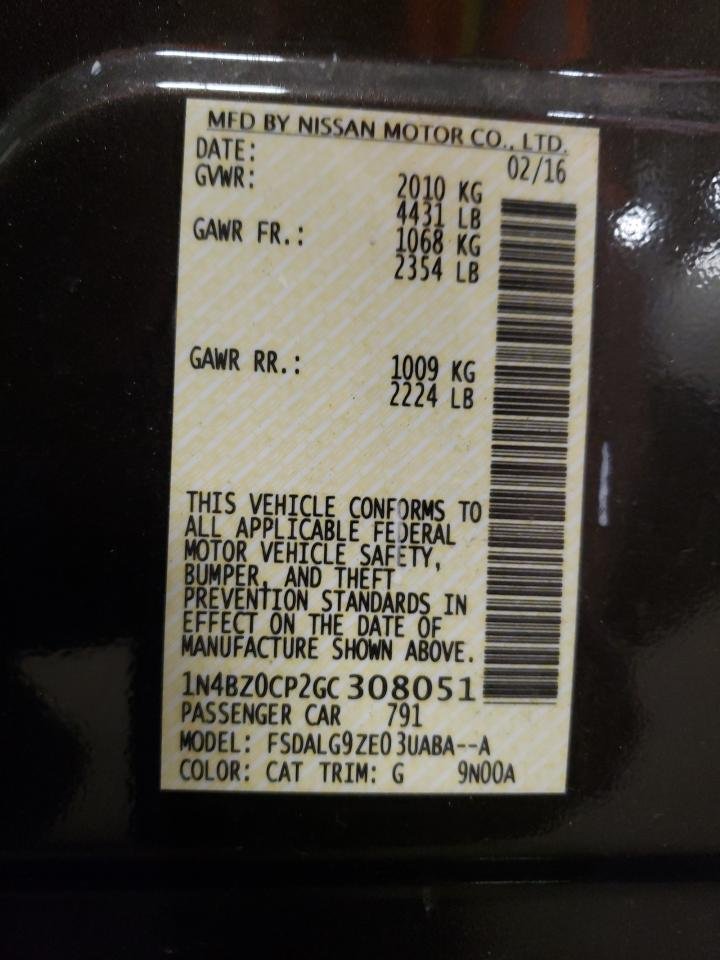 MFD BY NISSAN MOTOR CO., LTD.
DATE: 02/16
GVWR: 2010 KG
4431 LB
GAWR FR.: 1068 KG
2354 LB
GAWR RR.: 1009 KG
2224 LB
THIS VEHICLE CONFORMS TO
ALL APPLICABLE FEDERAL
MOTOR VEHICLE SAFETY,
BUMPER, AND THEFT
PREVENTION STANDARDS IN
EFFECT ON THE DATE OF
MANUFACTURE SHOWN ABOVE.
1N4BZ0CP2GC 308051
PASSENGER CAR 791
MODEL: FSDALG9ZE03UABA--A
COLOR: CAT TRIM: G 9N00A